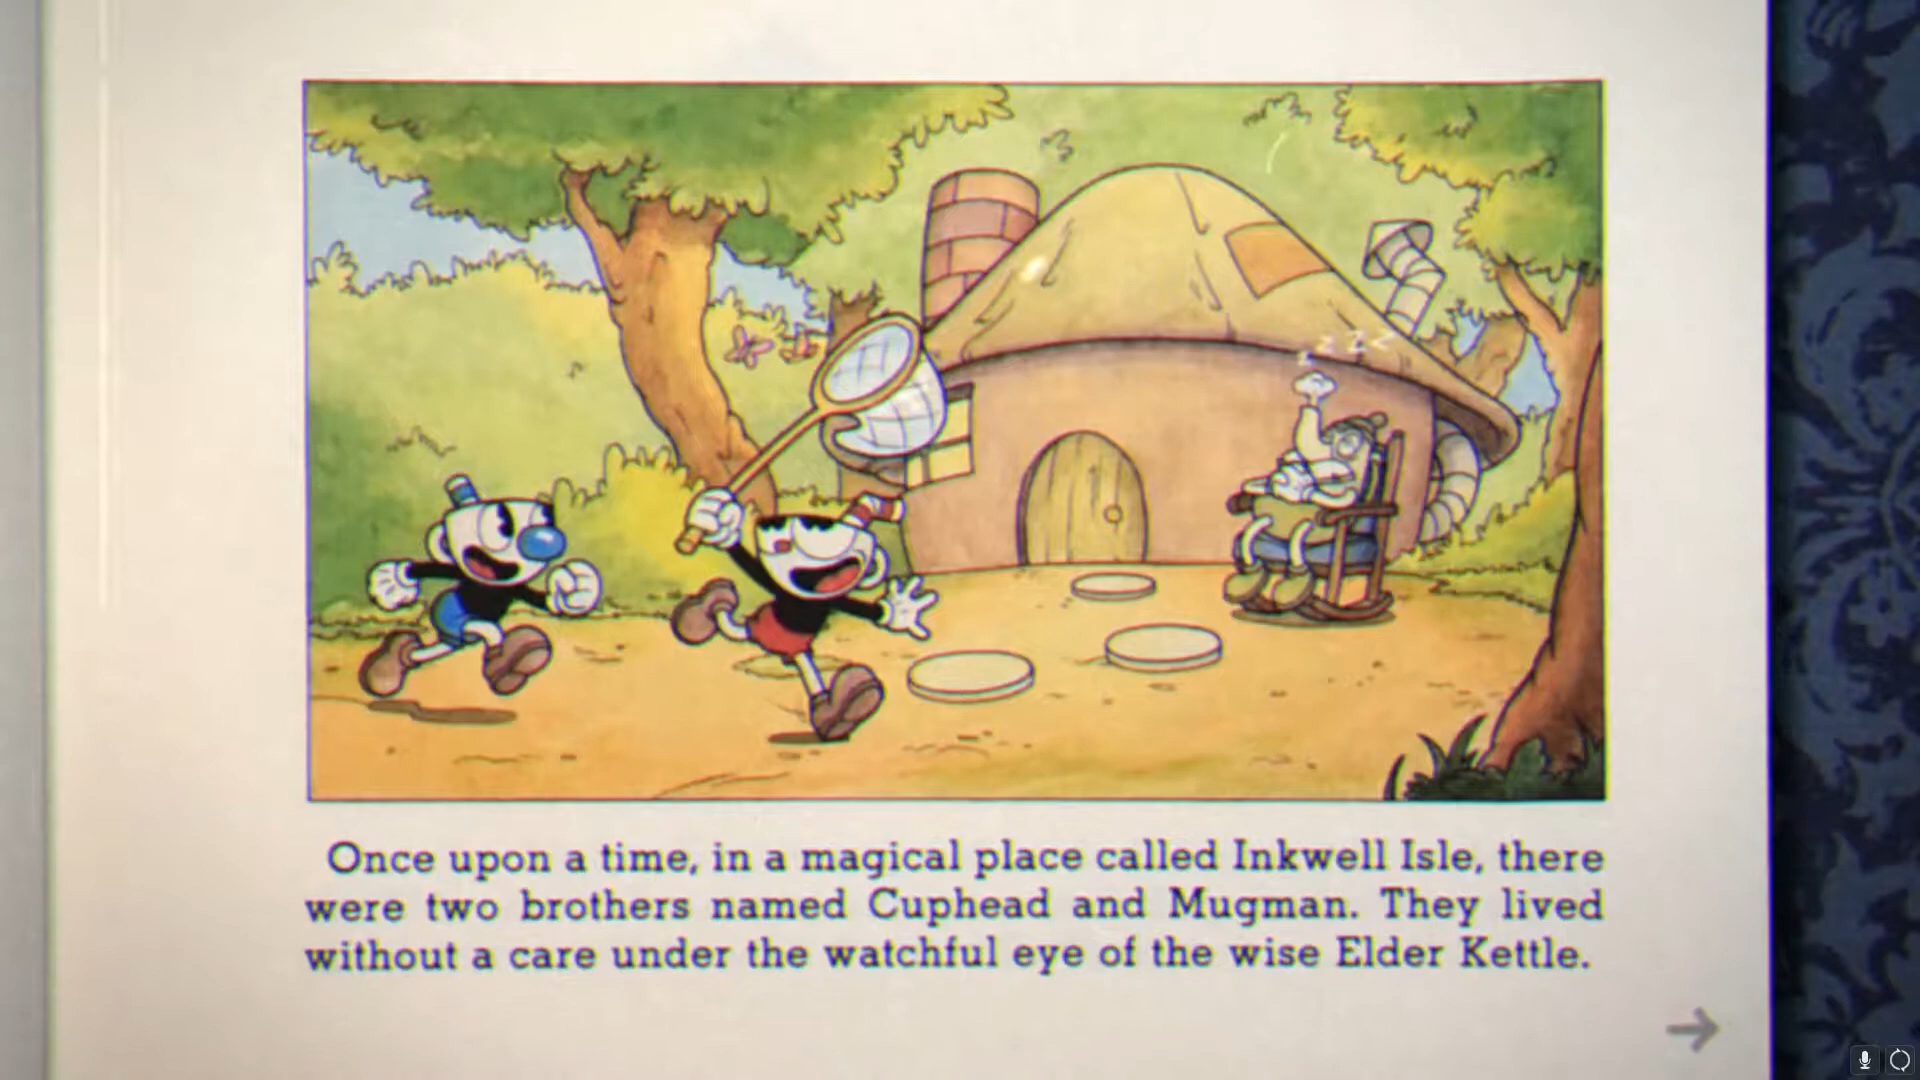 z z z z
Once upon a time, in a magical place called Inkwell Isle, there
were two brothers named Cuphead and Mugman. They lived
without a care under the watchful eye of the wise Elder Kettle.